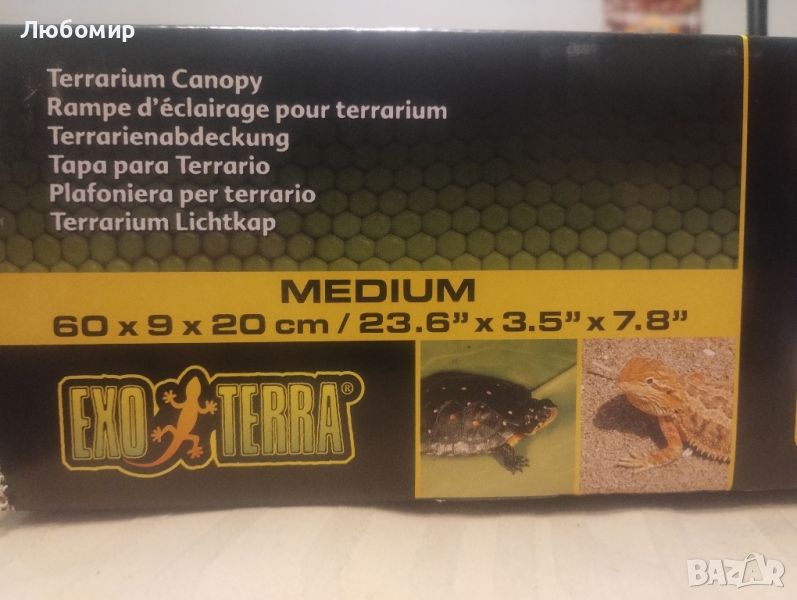 Любомир
Terrarium Canopy
Rampe d'éclairage pour terrarium
Terrarienabdeckung
Tapa para Terrario
Plafoniera per terrario
Terrarium Lichtkap
MEDIUM
60 x 9 x 20 cm / 23.6” x 3.5” x 7.8”
EXO TERRA®
BAZAR